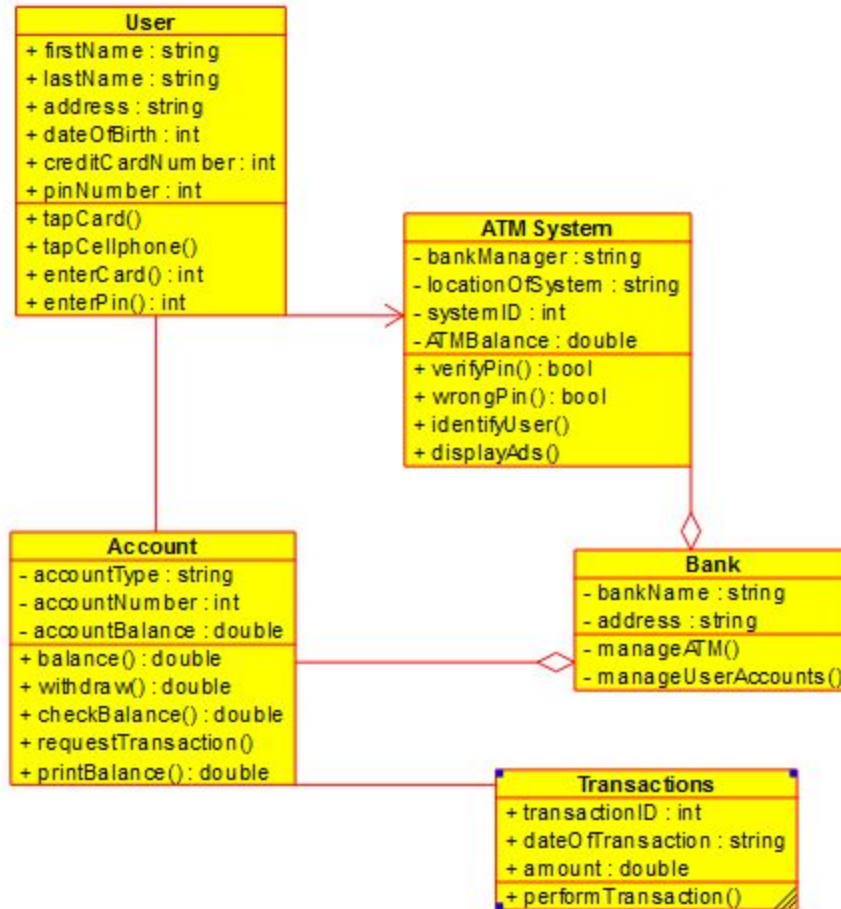 User
+ firstName : string
+ lastName : string
+ address : string
+ dateOfBirth : int
+ creditCardNumber : int
+ pinNumber : int
+ tapCard()
+ tapCellphone()
+ enterCard() : int
+ enterPin() : int
ATM System
- bankManager : string
- locationOfSystem : string
- systemID : int
- ATMBalance : double
+ verifyPin() : bool
+ wrongPin() : bool
+ identifyUser()
+ displayAds()
Account
- accountType : string
- accountNumber : int
- accountBalance : double
+ balance() : double
+ withdraw() : double
+ checkBalance() : double
+ requestTransaction()
+ printBalance() : double
Bank
- bankName : string
- address : string
- manageATM()
- manageUserAccounts()
Transactions
+ transactionID : int
+ dateOfTransaction : string
+ amount : double
+ performTransaction()